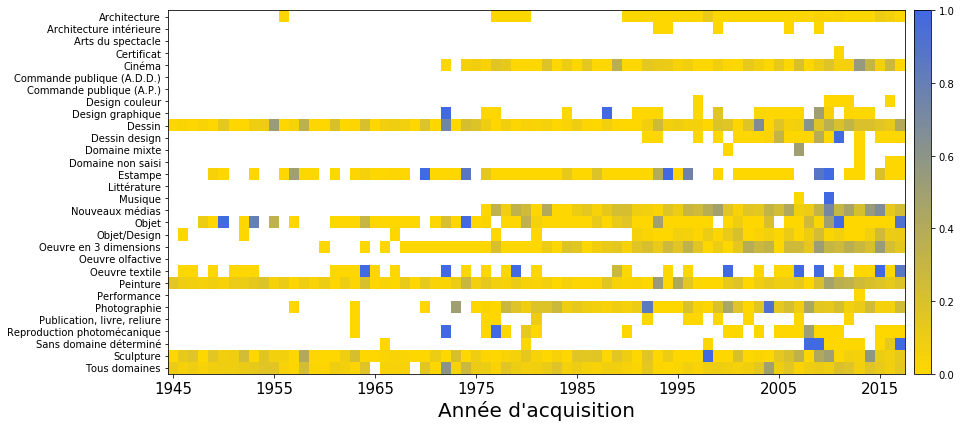 Architecture
Architecture intérieure
Arts du spectacle
Certificat
Cinéma
Commande publique (A.D.D.)
Commande publique (A.P.)
Design couleur
Design graphique
Dessin
Dessin design
Domaine mixte
Domaine non saisi
Estampe
Littérature
Musique
Nouveaux médias
Objet
Objet/Design
Oeuvre en 3 dimensions
Oeuvre olfactive
Oeuvre textile
Peinture
Performance
Photographie
Publication, livre, reliure
Reproduction photomécanique
Sans domaine déterminé
Sculpture
Tous domaines
1945 1955 1965 1975 1985 1995 2005 2015
Année d'acquisition
1.0
0.8
0.6
0.4
0.2
0.0